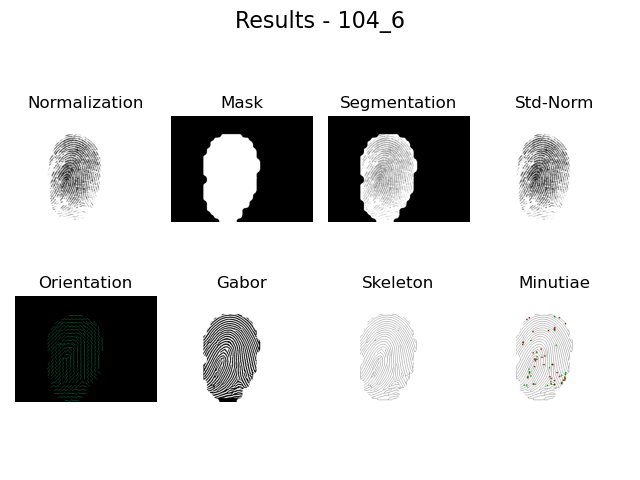 Results - 104_6
Normalization
Mask
Segmentation
Std-Norm
Orientation
Gabor
Skeleton
Minutiae